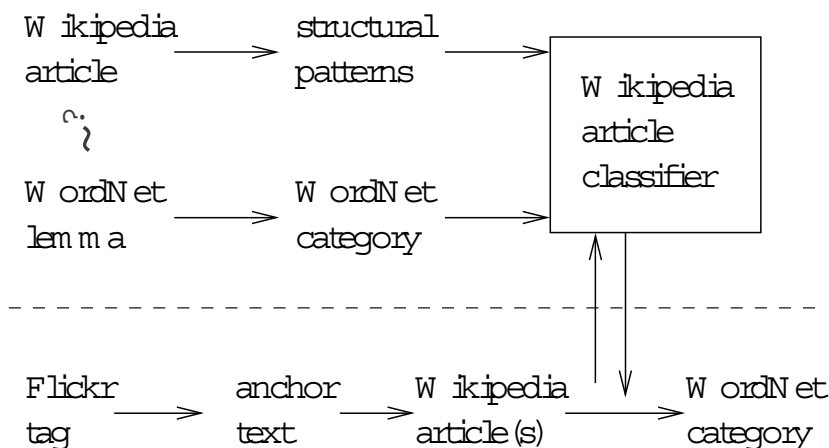 Wikipedia structural
article patterns
Wikipedia
article
classifier
?
~
WordNet WordNet
lemma category
Flickr anchor Wikipedia WordNet
tag text article(s) category